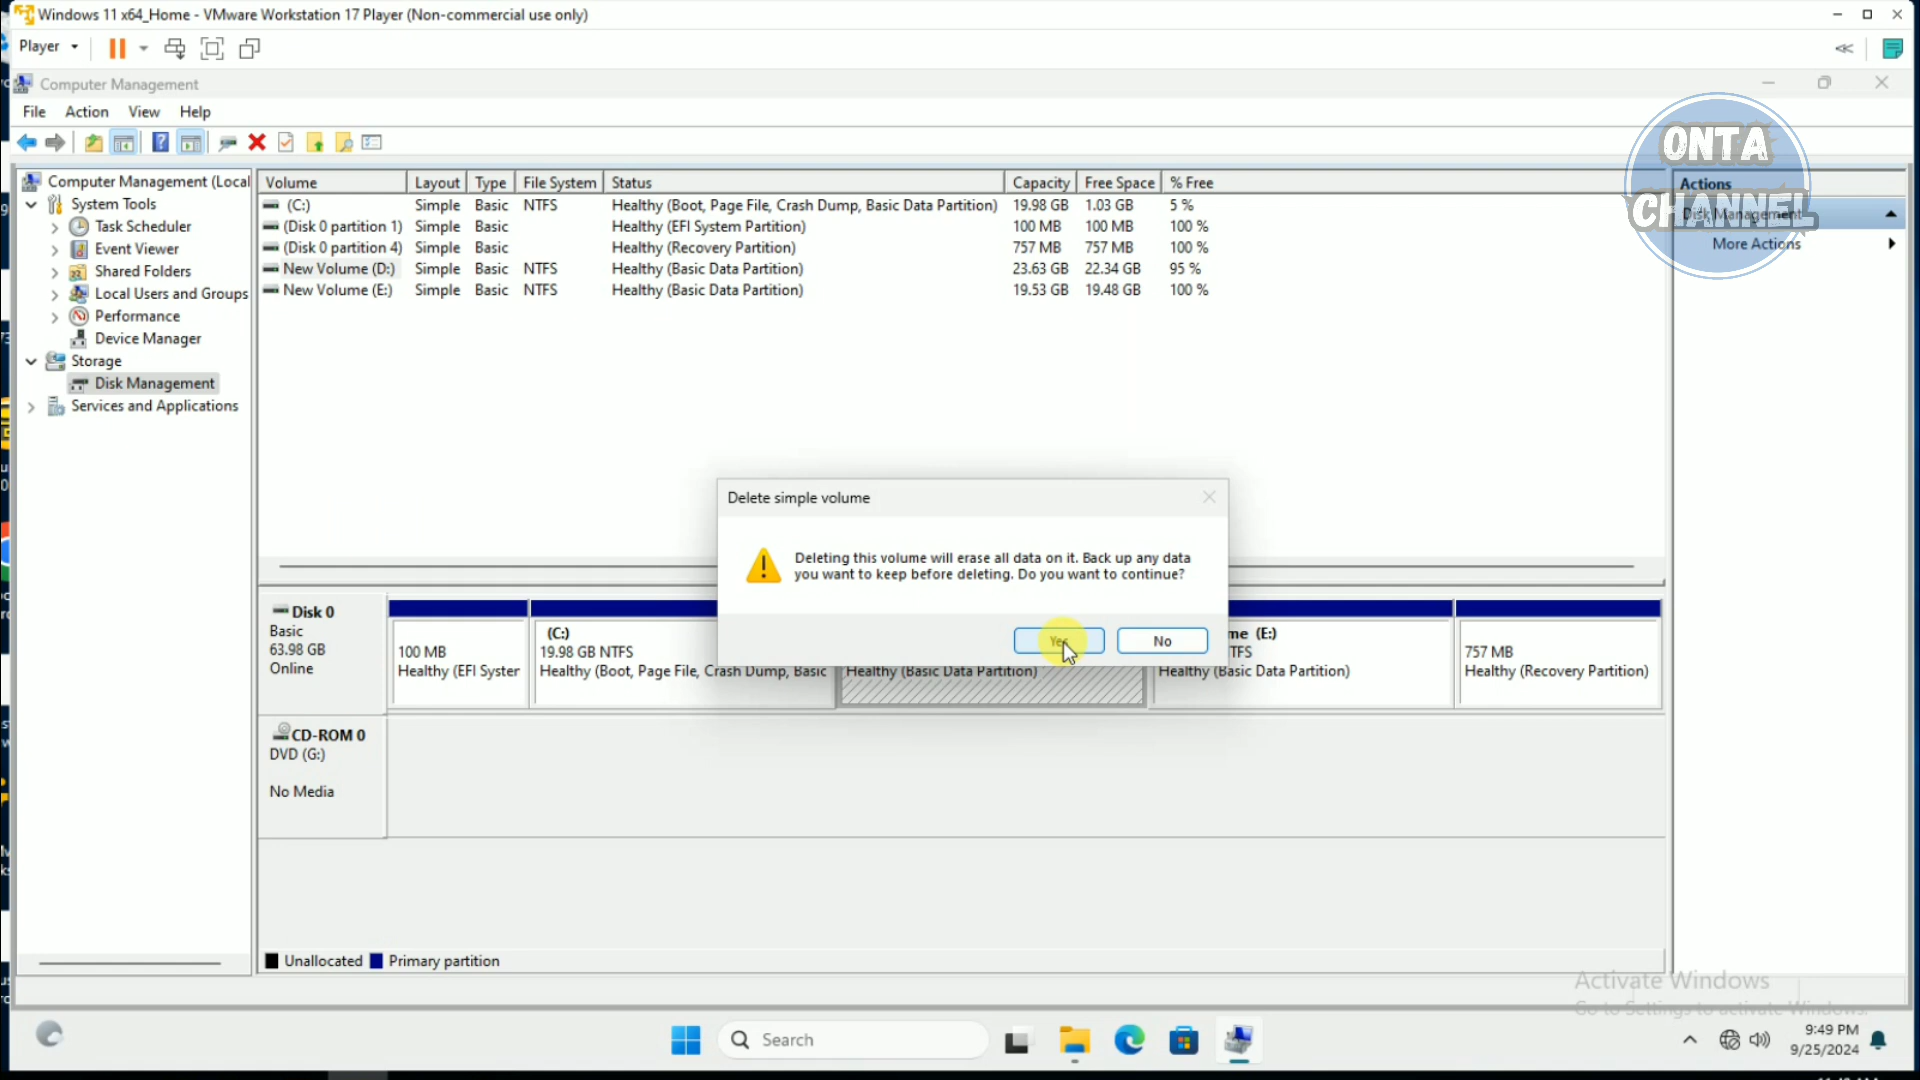 Windows 11 x64_Home - VMware Workstation 17 Player (Non-commercial use only)
Player
Computer Management
File Action View Help
ONTA
CHANNEL
Computer Management (Local
System Tools
Task Scheduler
Event Viewer
Shared Folders
Local Users and Groups
Performance
Device Manager
Storage
Disk Management
Services and Applications
Volume Layout Type File System Status Capacity Free Space % Free
(C:) Simple Basic NTFS Healthy (Boot, Page File, Crash Dump, Basic Data Partition) 19.98 GB 1.03 GB 5 %
(Disk 0 partition 1) Simple Basic Healthy (EFI System Partition) 100 MB 100 MB 100 %
(Disk 0 partition 4) Simple Basic Healthy (Recovery Partition) 757 MB 757 MB 100 %
New Volume (D:) Simple Basic NTFS Healthy (Basic Data Partition) 23.63 GB 22.34 GB 95 %
New Volume (E:) Simple Basic NTFS Healthy (Basic Data Partition) 19.53 GB 19.48 GB 100 %
Actions
Disk Management
More Actions
Delete simple volume
Deleting this volume will erase all data on it. Back up any data
you want to keep before deleting. Do you want to continue?
Yes No
Disk 0
Basic
63.98 GB
Online
100 MB
Healthy (EFI Syster
(C:)
19.98 GB NTFS
Healthy (Boot, Page File, Crash Dump, Basic
Healthy (Basic Data Partition)
me (E:)
TFS
Healthy (Basic Data Partition)
757 MB
Healthy (Recovery Partition)
CD-ROM 0
DVD (G:)
No Media
Unallocated Primary partition
Activate Windows
Go to Settings to activate Windows.
Search
9:49 PM
9/25/2024